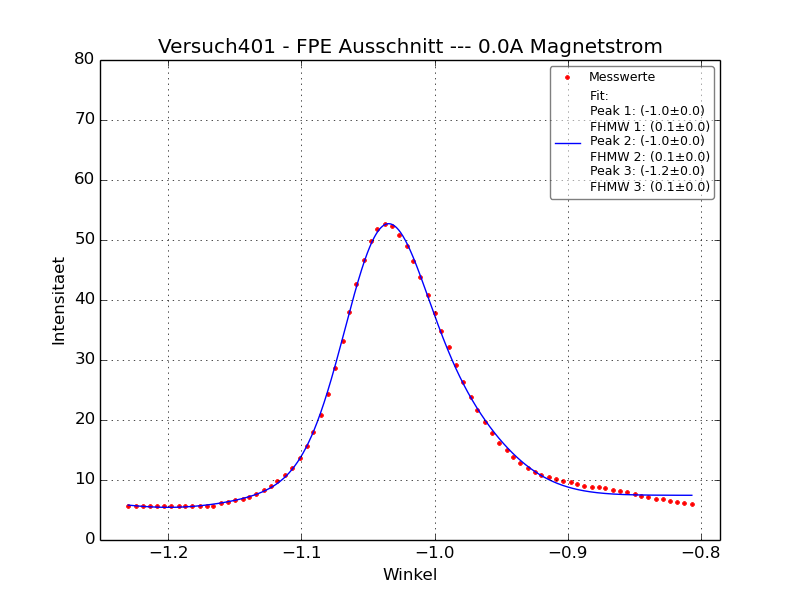 Versuch401 - FPE Ausschnitt --- 0.0A Magnetstrom
80
70
60
50
40
30
20
10
0
Intensitaet
Messwerte
Fit:
Peak 1: (-1.0±0.0)
FHMW 1: (0.1±0.0)
Peak 2: (-1.0±0.0)
FHMW 2: (0.1±0.0)
Peak 3: (-1.2±0.0)
FHMW 3: (0.1±0.0)
−1.2 −1.1 −1.0 −0.9 −0.8
Winkel